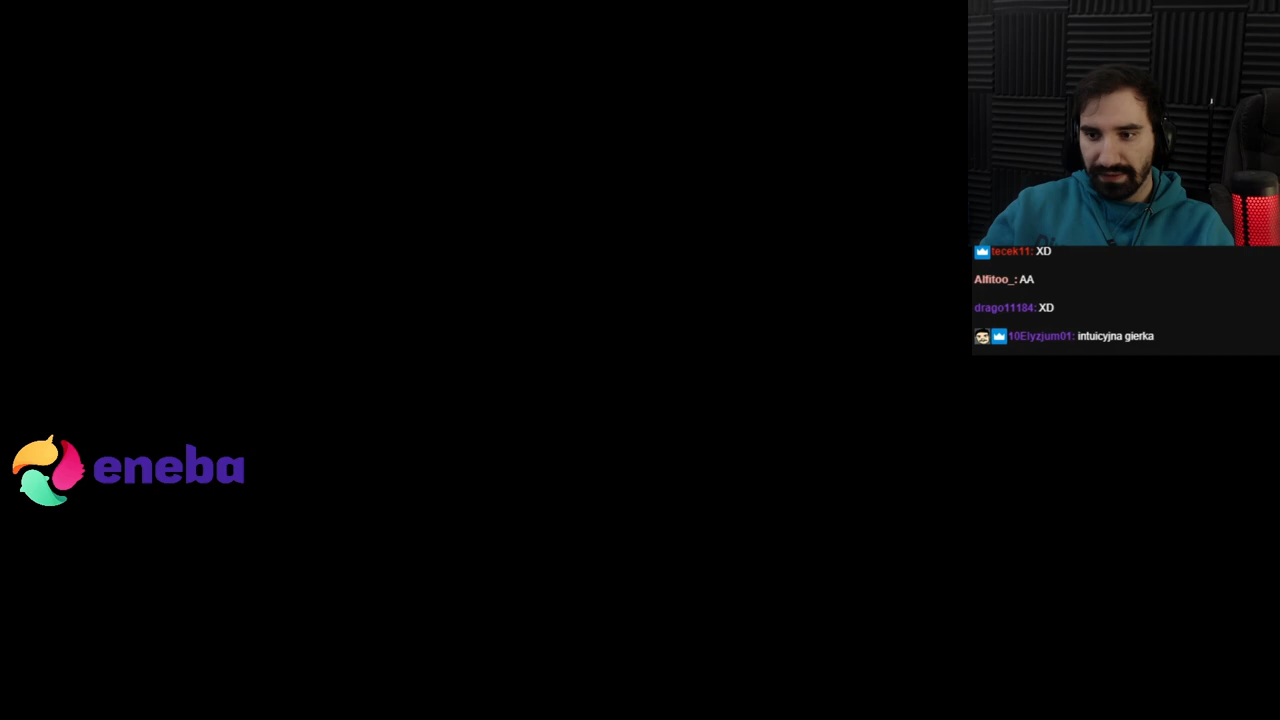 tecek11: XD
Alfitoo_: AA
drago11184: XD
10Elyzjum01: intuicyjna gierka
eneba